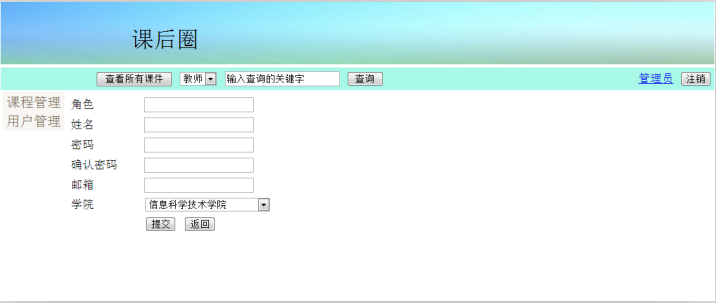 课后圈
查看所有课件 教师 输入查询的关键字 查询 管理员 注销
课程管理
用户管理
角色
姓名
密码
确认密码
邮箱
学院 信息科学技术学院
提交 返回